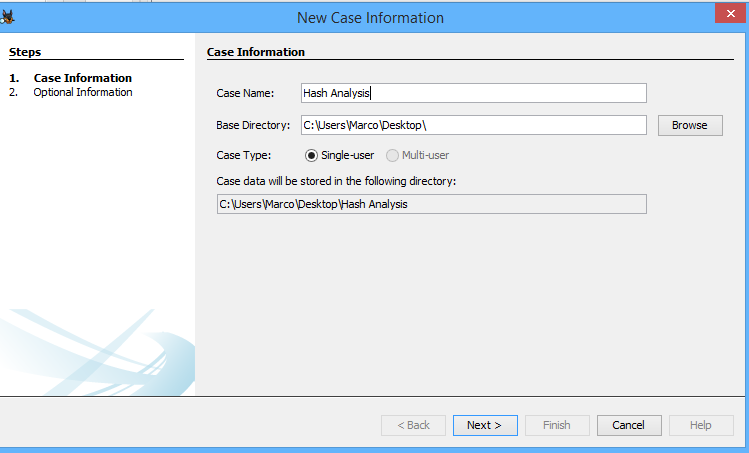 New Case Information
Steps
1. Case Information
2. Optional Information
Case Information
Case Name: Hash Analysis
Base Directory: C:\Users\Marco\Desktop\ Browse
Case Type: Single-user Multi-user
Case data will be stored in the following directory:
C:\Users\Marco\Desktop\Hash Analysis
< Back Next > Finish Cancel Help